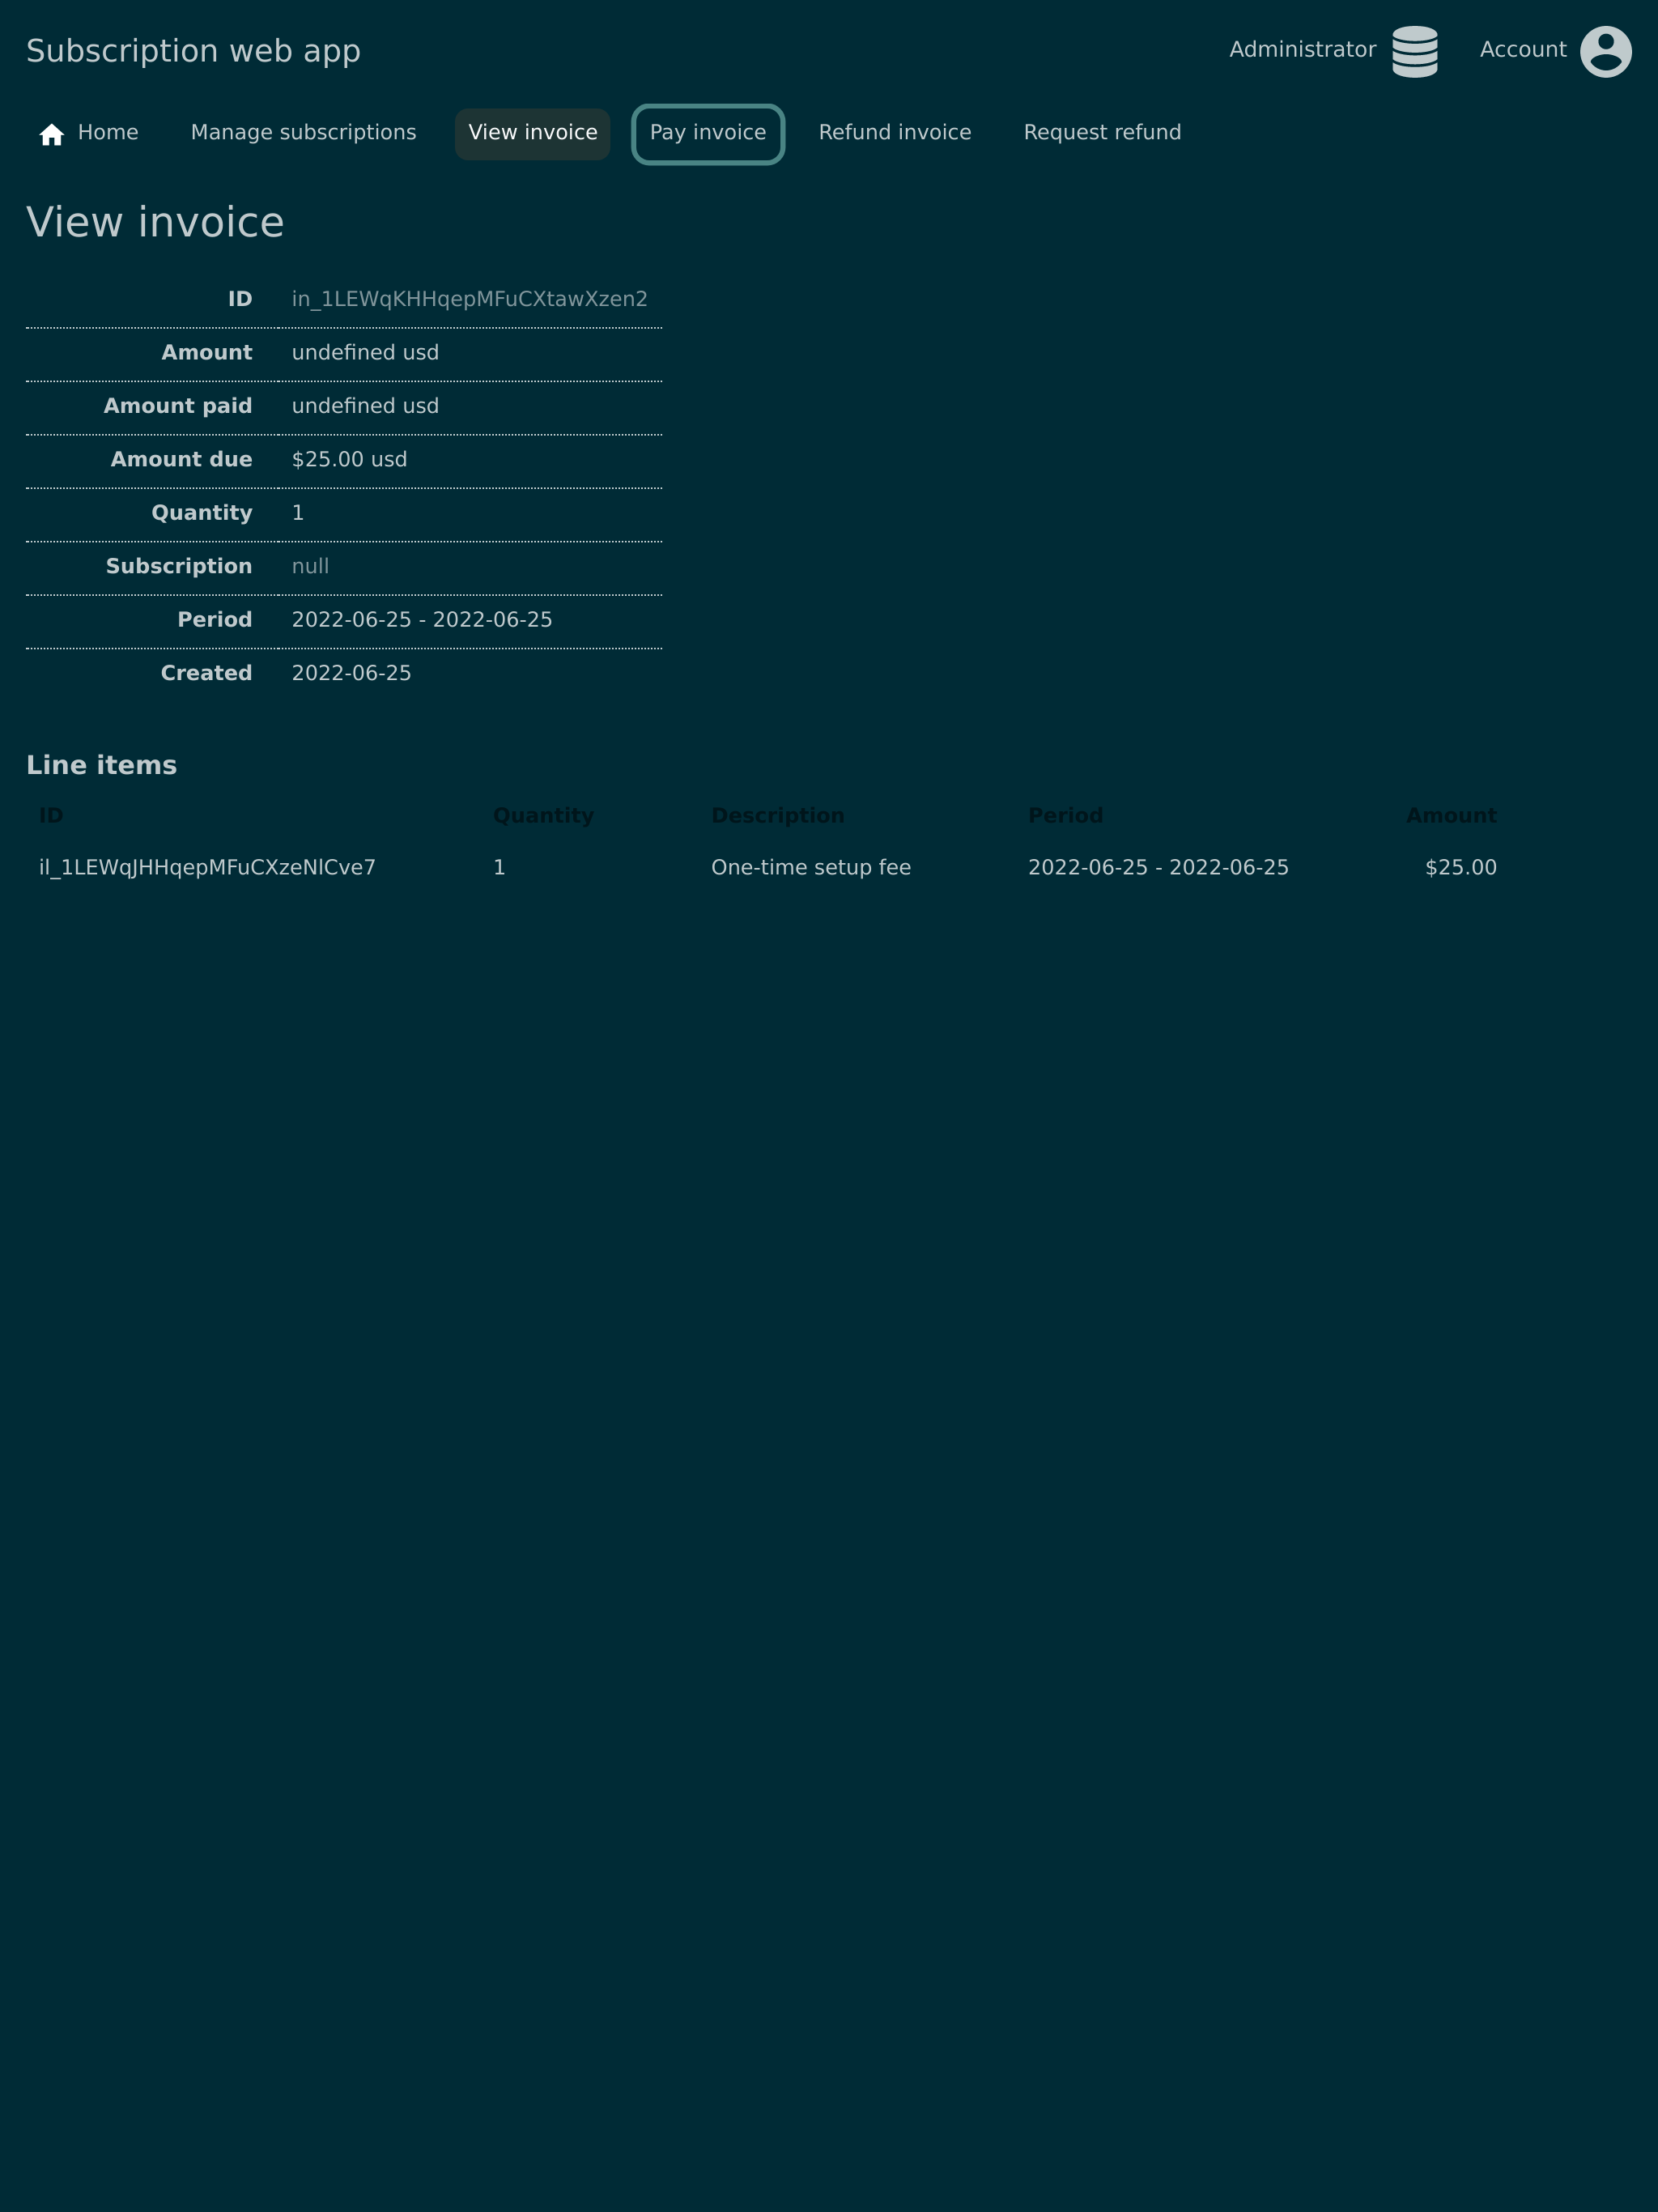 Subscription web app Administrator Account
Home Manage subscriptions View invoice Pay invoice Refund invoice Request refund
View invoice
ID in_1LEWqKHHqepMFuCXtawXzen2
Amount undefined usd
Amount paid undefined usd
Amount due $25.00 usd
Quantity 1
Subscription null
Period 2022-06-25 - 2022-06-25
Created 2022-06-25
Line items
ID Quantity Description Period Amount
il_1LEWqJHHqepMFuCXzeNlCve7 1 One-time setup fee 2022-06-25 - 2022-06-25 $25.00